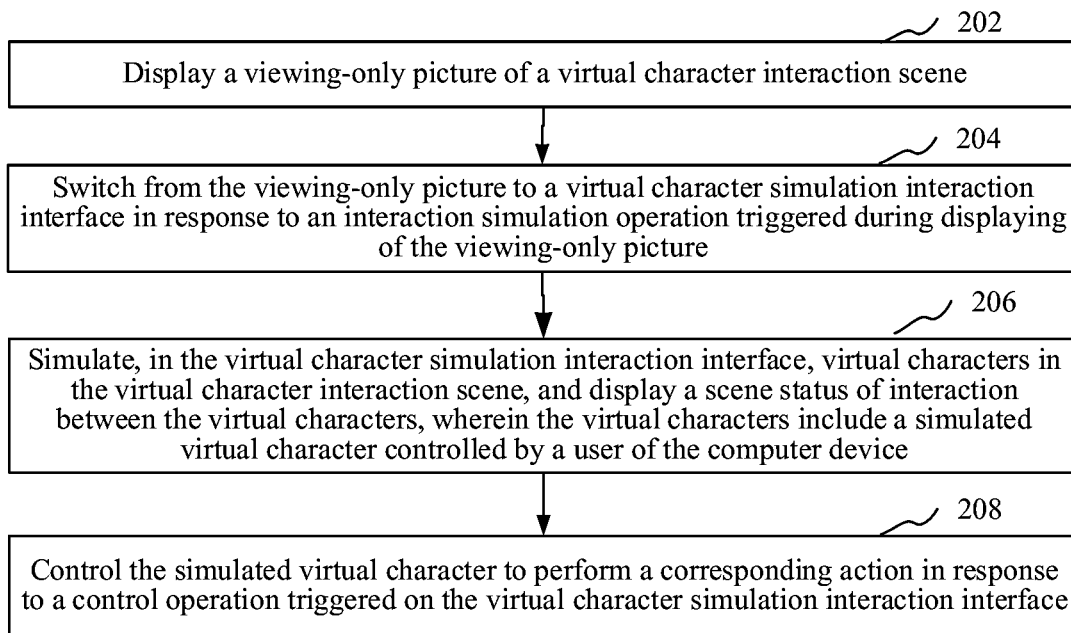 202
Display a viewing-only picture of a virtual character interaction scene
204
Switch from the viewing-only picture to a virtual character simulation interaction
interface in response to an interaction simulation operation triggered during displaying
of the viewing-only picture
206
Simulate, in the virtual character simulation interaction interface, virtual characters in
the virtual character interaction scene, and display a scene status of interaction
between the virtual characters, wherein the virtual characters include a simulated
virtual character controlled by a user of the computer device
208
Control the simulated virtual character to perform a corresponding action in response
to a control operation triggered on the virtual character simulation interaction interface